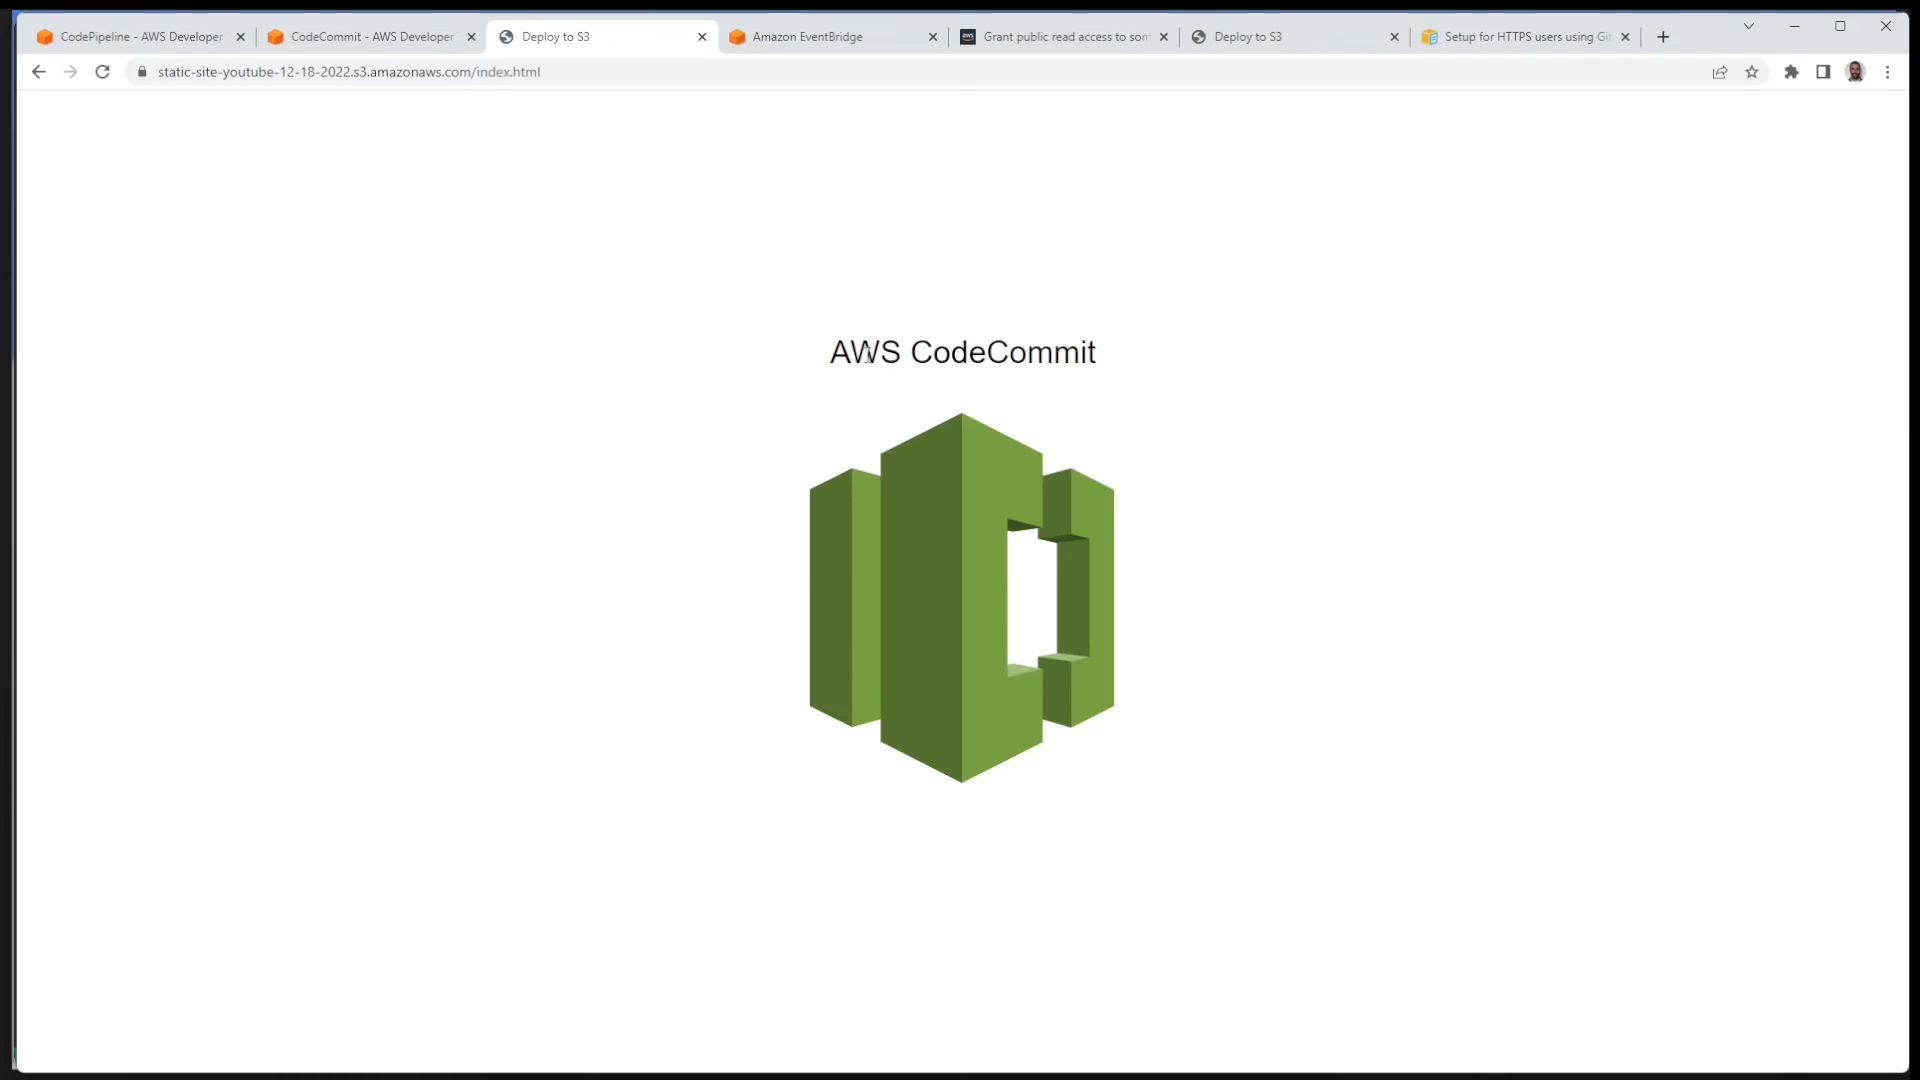 CodePipeline - AWS Developer
CodeCommit - AWS Developer
Deploy to S3
Amazon EventBridge
Grant public read access to som
Deploy to S3
Setup for HTTPS users using Gi
static-site-youtube-12-18-2022.s3.amazonaws.com/index.html
AWS CodeCommit